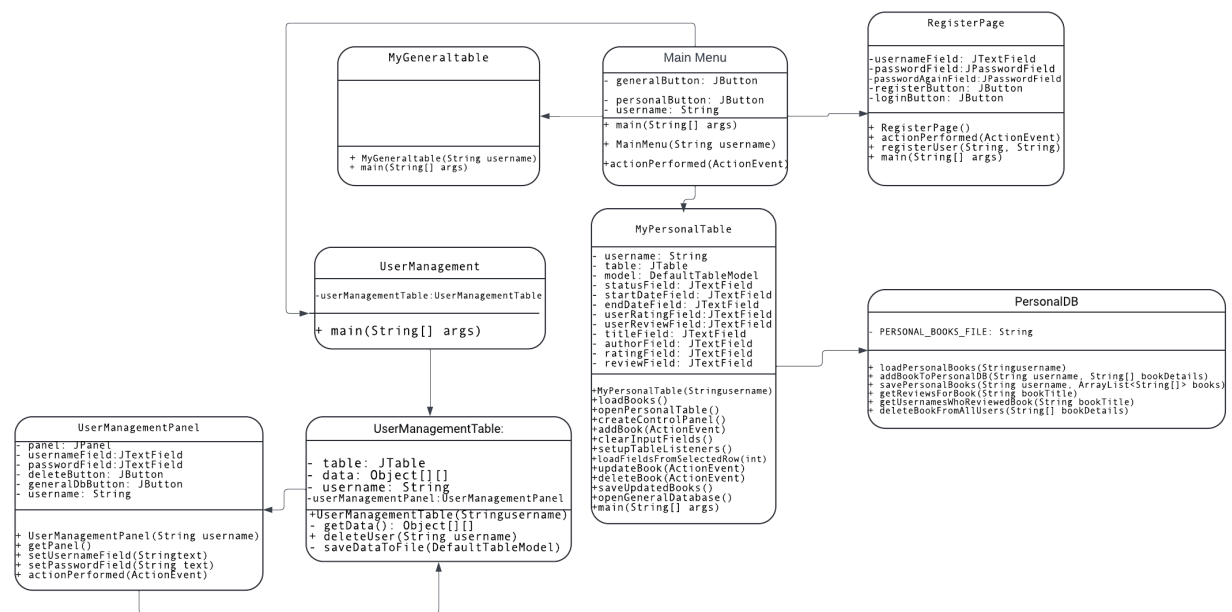 MyGeneraltable
+ MyGeneraltable(String username)
+ main(String[] args)
Main Menu
- generalButton: JButton
- personalButton: JButton
- username: String
+ main(String[] args)
+ MainMenu(String username)
+actionPerformed(ActionEvent)
RegisterPage
-usernameField: JTextField
-passwordField:JPasswordField
-passwordAgainField:JPasswordField
-registerButton: JButton
-loginButton: JButton
+ RegisterPage()
+ actionPerformed(ActionEvent)
+ registerUser(String, String)
+ main(String[] args)
UserManagement
-userManagementTable:UserManagementTable
+ main(String[] args)
MyPersonalTable
- username: String
- table: JTable
- model: DefaultTableModel
- statusField: JTextField
- startDateField: JTextField
- endDateField: JTextField
- userRatingField:JTextField
- userReviewField:JTextField
- titleField: JTextField
- authorField: JTextField
- ratingField: JTextField
- reviewField: JTextField
+MyPersonalTable(Stringusername)
+loadBooks()
+openPersonalTable()
+createControlPanel()
+addBook(ActionEvent)
+clearInputFields()
+setupTableListeners()
+loadFieldsFromSelectedRow(int)
+updateBook(ActionEvent)
+deleteBook(ActionEvent)
+saveUpdatedBooks()
+openGeneralDatabase()
+main(String[] args)
PersonalDB
- PERSONAL_BOOKS_FILE: String
+ loadPersonalBooks(Stringusername)
+ addBookToPersonalDB(String username, String[] bookDetails)
+ savePersonalBooks(String username, ArrayList<String[]> books)
+ getReviewsForBook(String bookTitle)
+ getUsernamesWhoReviewedBook(String bookTitle)
+ deleteBookFromAllUsers(String[] bookDetails)
UserManagementPanel
- panel: JPanel
- usernameField:JTextField
- passwordField:JTextField
- deleteButton: JButton
- generalDbButton: JButton
- username: String
+ UserManagementPanel(String username)
+ getPanel()
+ setUsernameField(Stringtext)
+ setPasswordField(String text)
+ actionPerformed(ActionEvent)
UserManagementTable:
- table: JTable
- data: Object[][]
- username: String
-userManagementPanel:UserManagementPanel
+UserManagementTable(Stringusername)
- getData(): Object[][]
+ deleteUser(String username)
- saveDataToFile(DefaultTableModel)